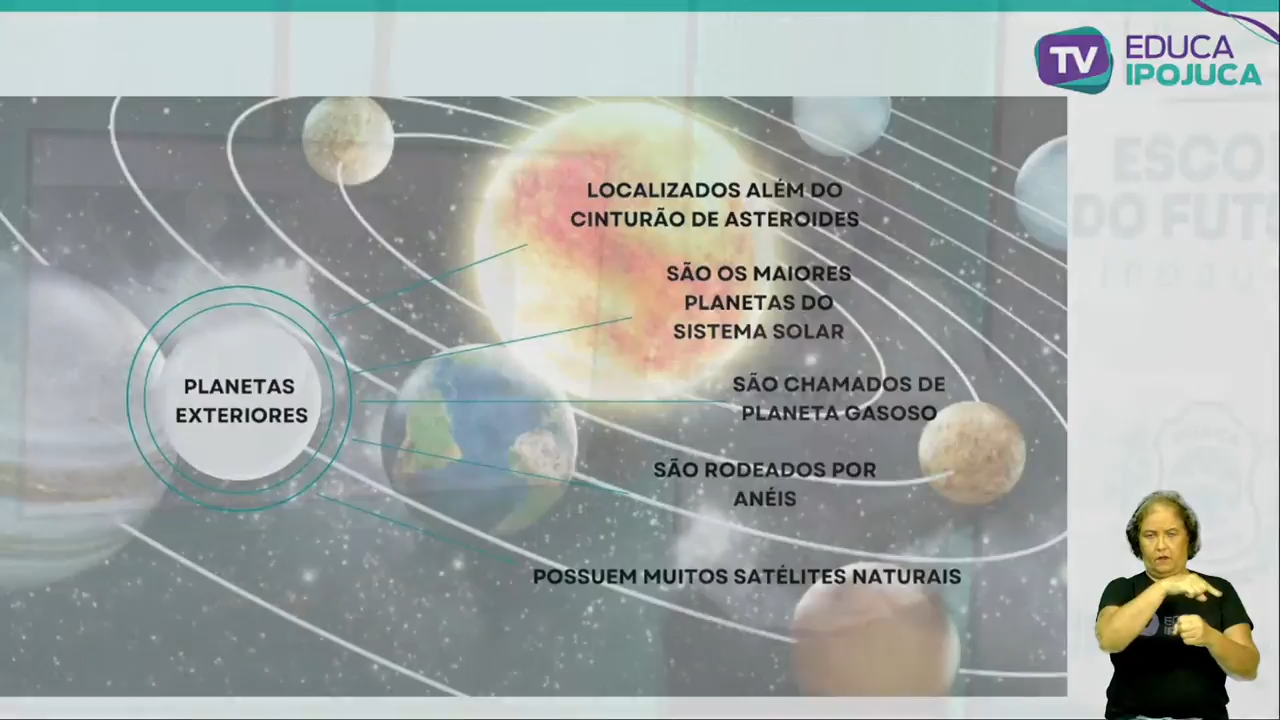 TV EDUCA
IPOJUCA
LOCALIZADOS ALÉM DO
CINTURÃO DE ASTEROIDES
SÃO OS MAIORES
PLANETAS DO
SISTEMA SOLAR
PLANETAS
EXTERIORES
SÃO CHAMADOS DE
PLANETA GASOSO
SÃO RODEADOS POR
ANÉIS
POSSUEM MUITOS SATÉLITES NATURAIS